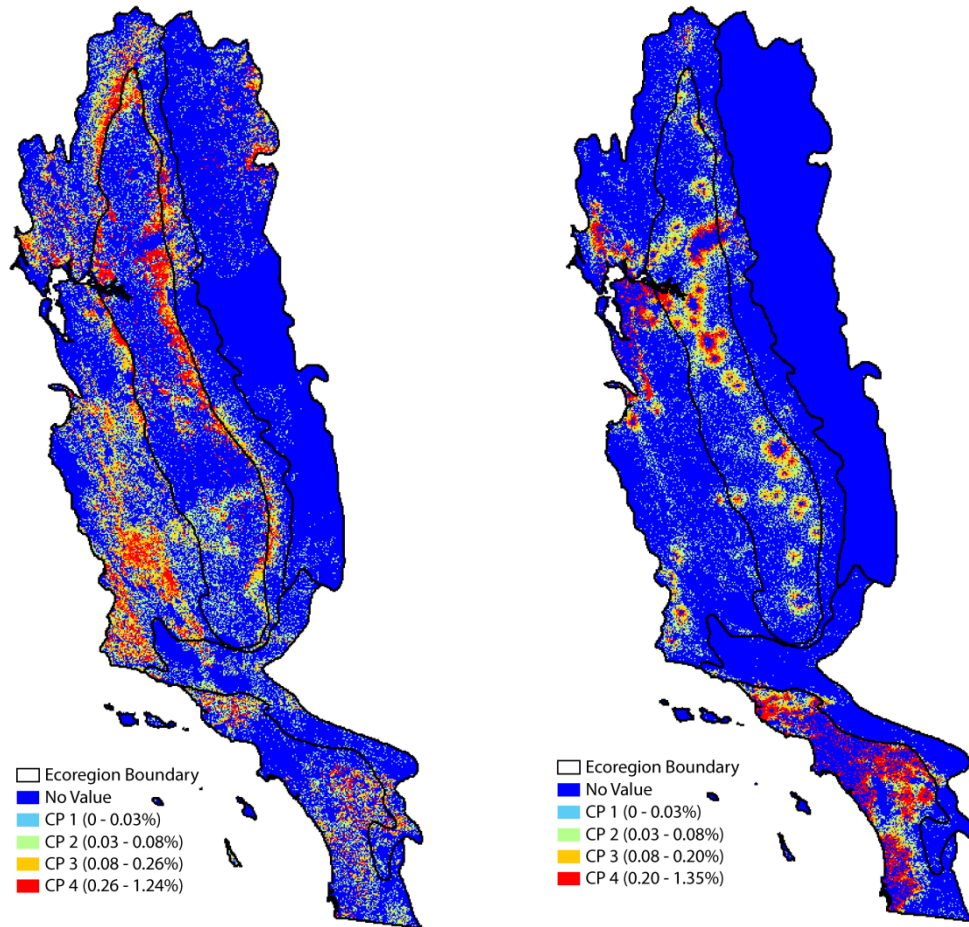 Ecoregion Boundary
No Value
CP 1 (0 - 0.03%)
CP 2 (0.03 - 0.08%)
CP 3 (0.08 - 0.26%)
CP 4 (0.26 - 1.24%)
Ecoregion Boundary
No Value
CP 1 (0 - 0.03%)
CP 2 (0.03 - 0.08%)
CP 3 (0.08 - 0.20%)
CP 4 (0.20 - 1.35%)